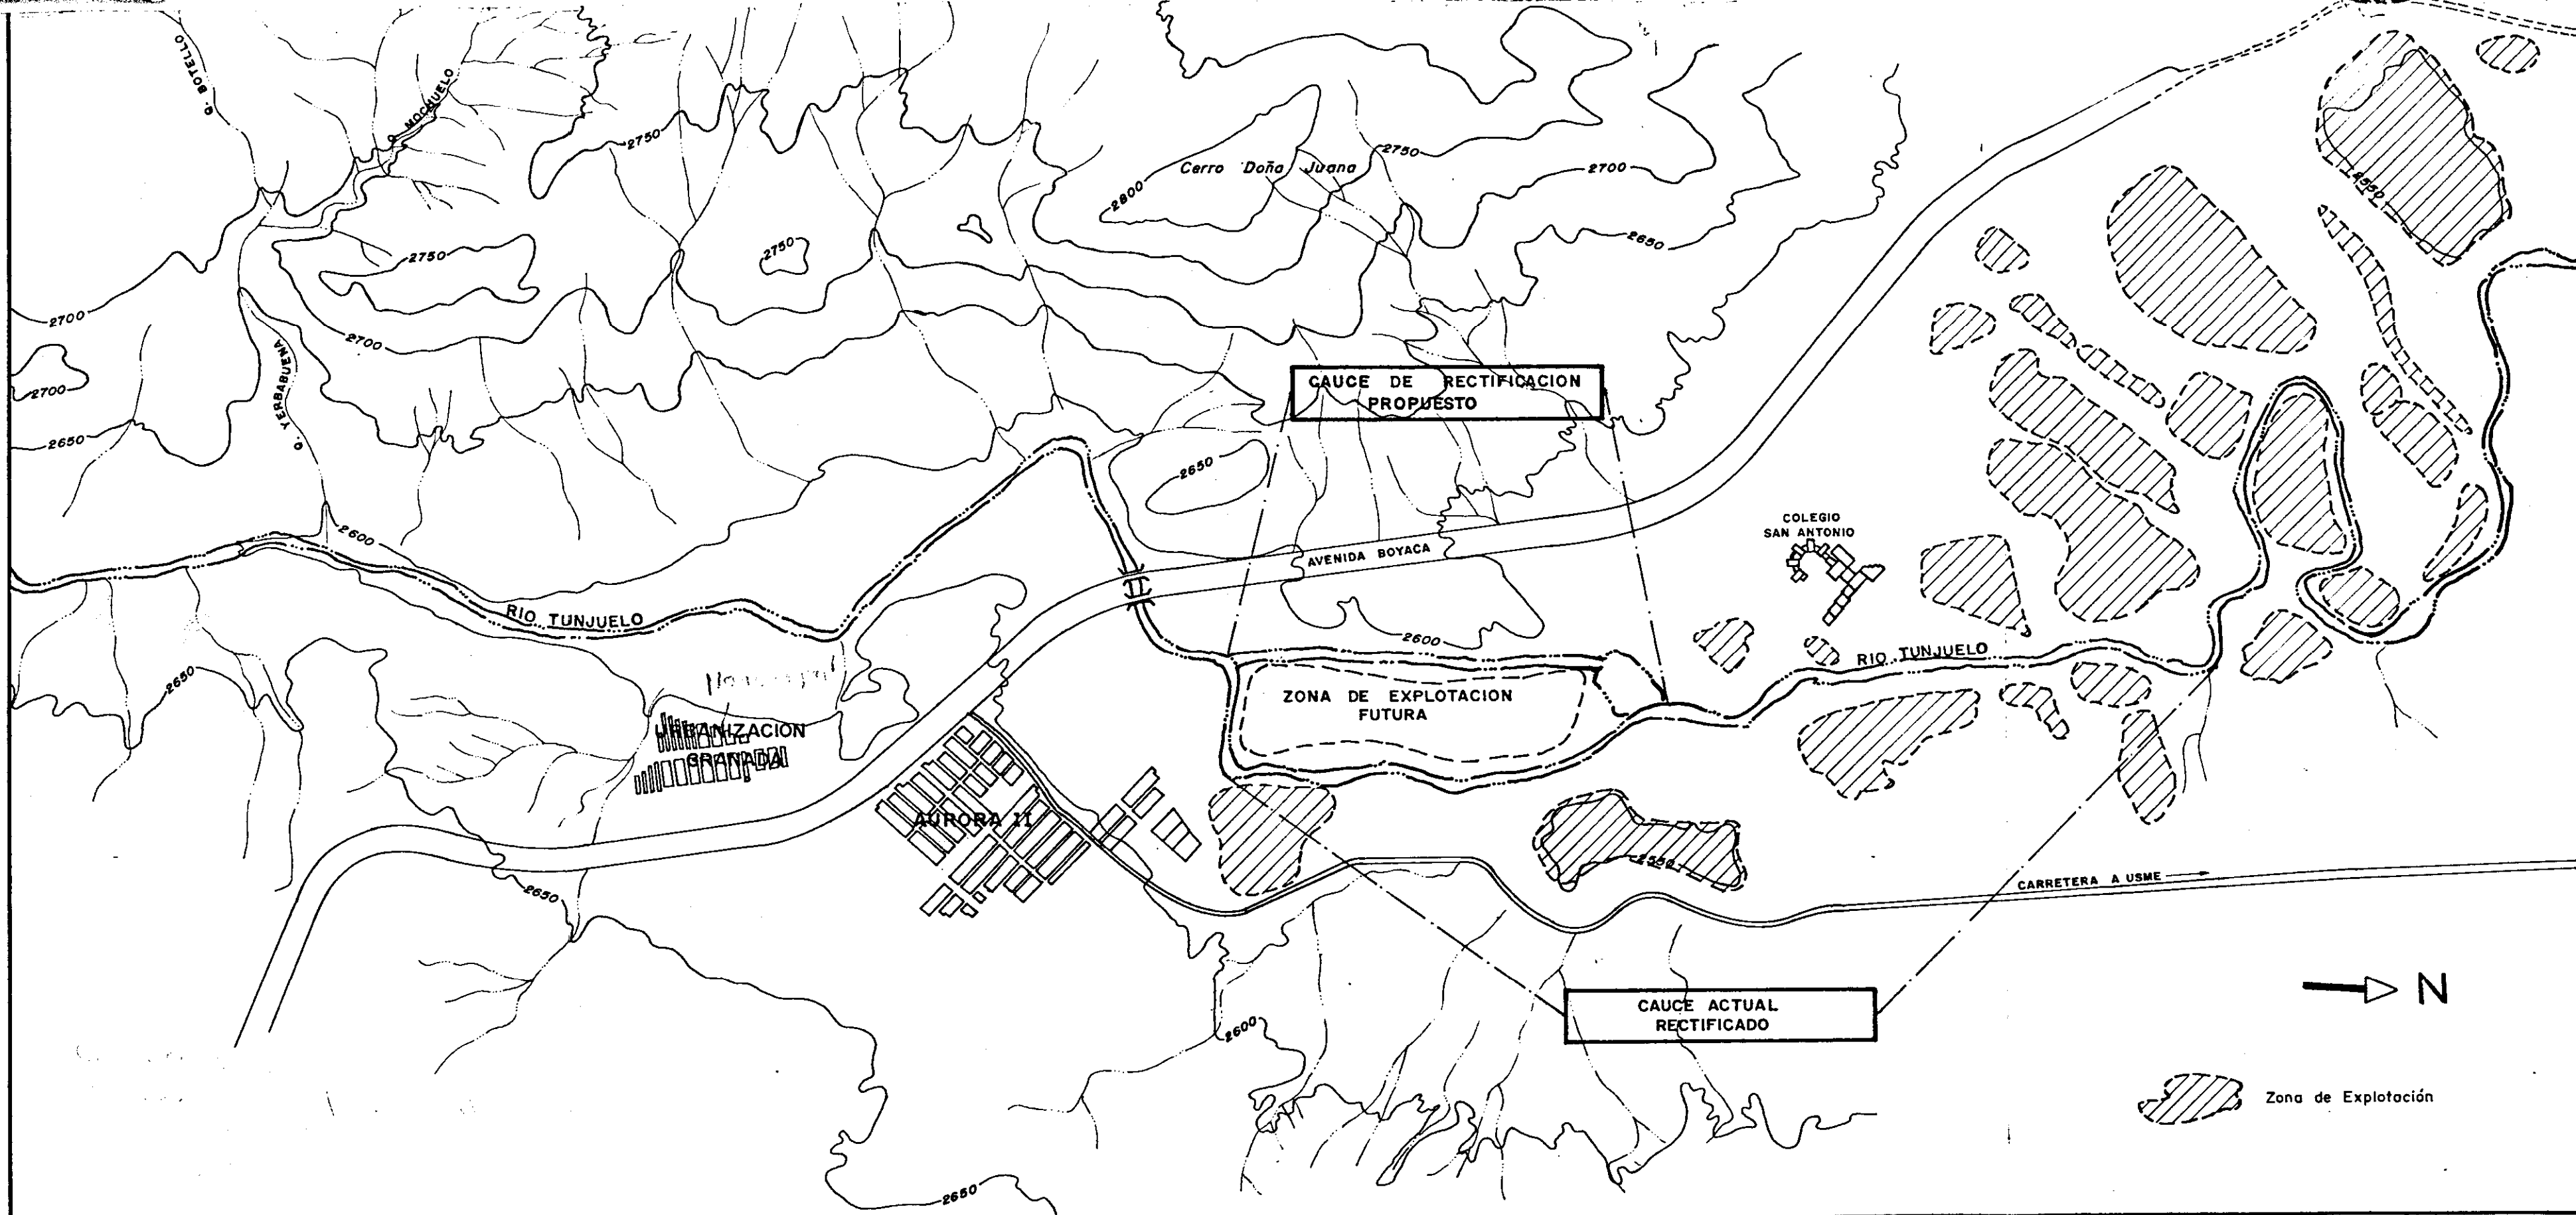 Q. BOTELLO
Q. MOCHUELO
2750
Cerro Doña Juana
2750
2700
2800
2550
2650
2750
2750
2700
2700
Q. YERBABUENA
2700
CAUCE DE RECTIFICACION
PROPUESTO
2650
2650
COLEGIO
SAN ANTONIO
2600
AVENIDA BOYACA
RIO TUNJUELO
2600
RIO TUNJUELO
2650
ZONA DE EXPLOTACION
FUTURA
URBANIZACION
GRANADA
AURORA II
2550
2650
CARRETERA A USME
N
CAUCE ACTUAL
RECTIFICADO
2600
Zona de Explotación
2650